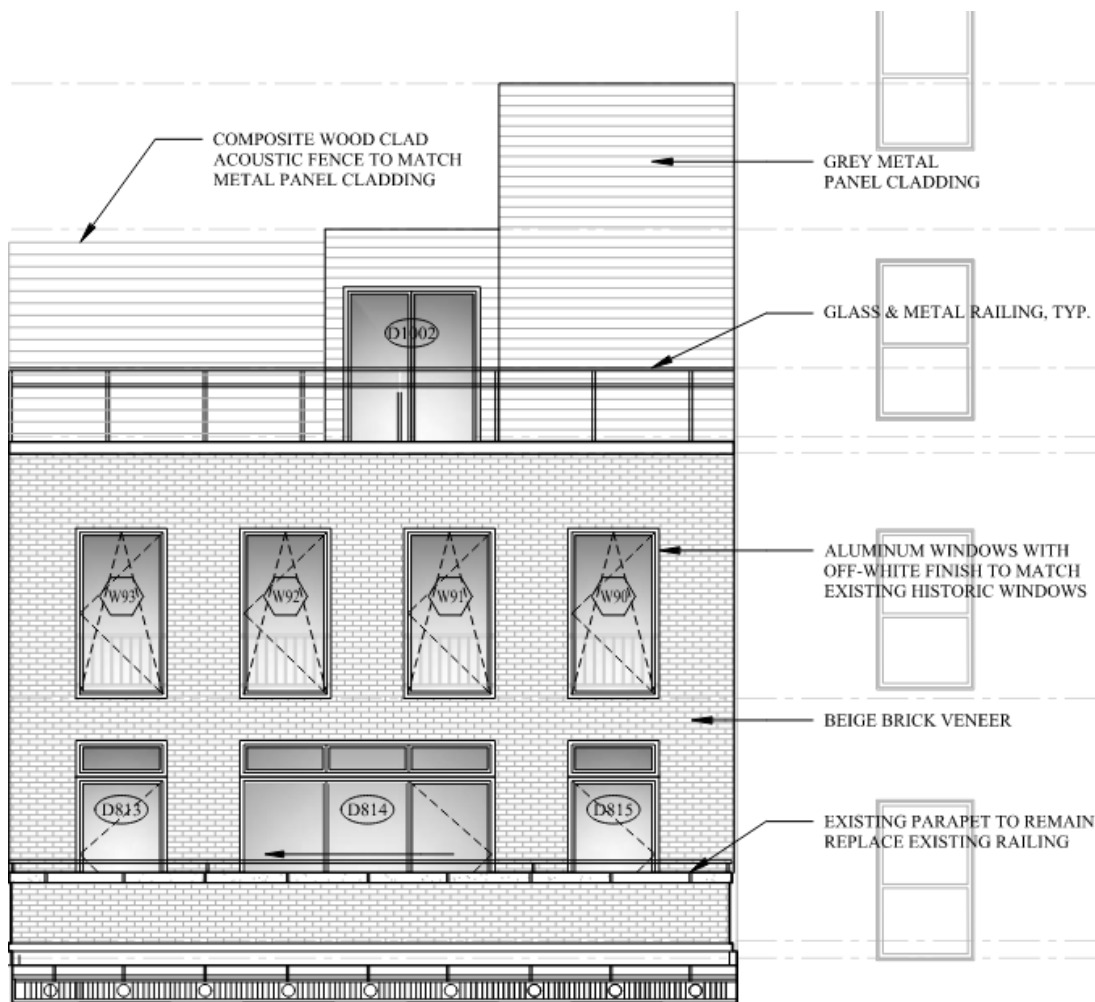 COMPOSITE WOOD CLAD
ACOUSTIC FENCE TO MATCH
METAL PANEL CLADDING
GREY METAL
PANEL CLADDING
D1002
GLASS & METAL RAILING, TYP.
ALUMINUM WINDOWS WITH
OFF-WHITE FINISH TO MATCH
EXISTING HISTORIC WINDOWS
W93
W92
W91
W90
BEIGE BRICK VENEER
D813
D814
D815
EXISTING PARAPET TO REMAIN
REPLACE EXISTING RAILING